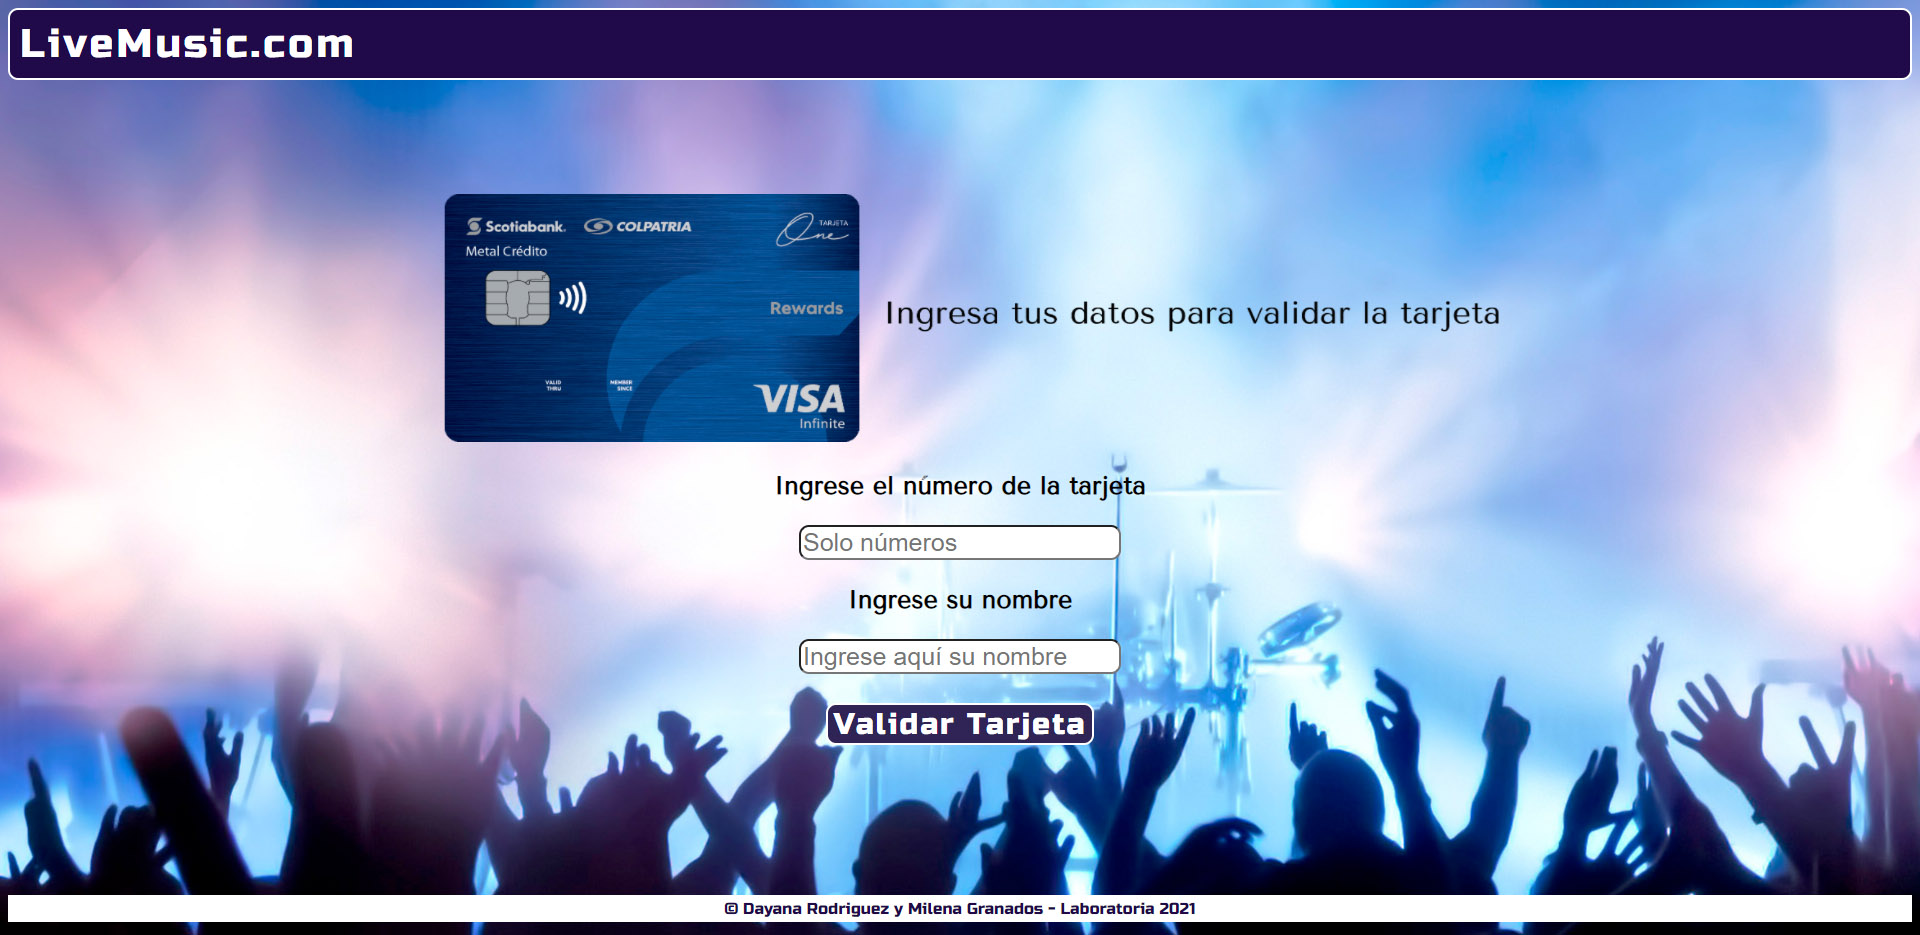 LiveMusic.com
Scotiabank. COLPATRIA
TARJETA
One
Metal Crédito
Rewards
Ingresa tus datos para validar la tarjeta
VALID
THRU
MEMBER
SINCE
VISA
Infinite
Ingrese el número de la tarjeta
Solo números
Ingrese su nombre
Ingrese aquí su nombre
Validar Tarjeta
© Dayana Rodriguez y Milena Granados - Laboratoria 2021